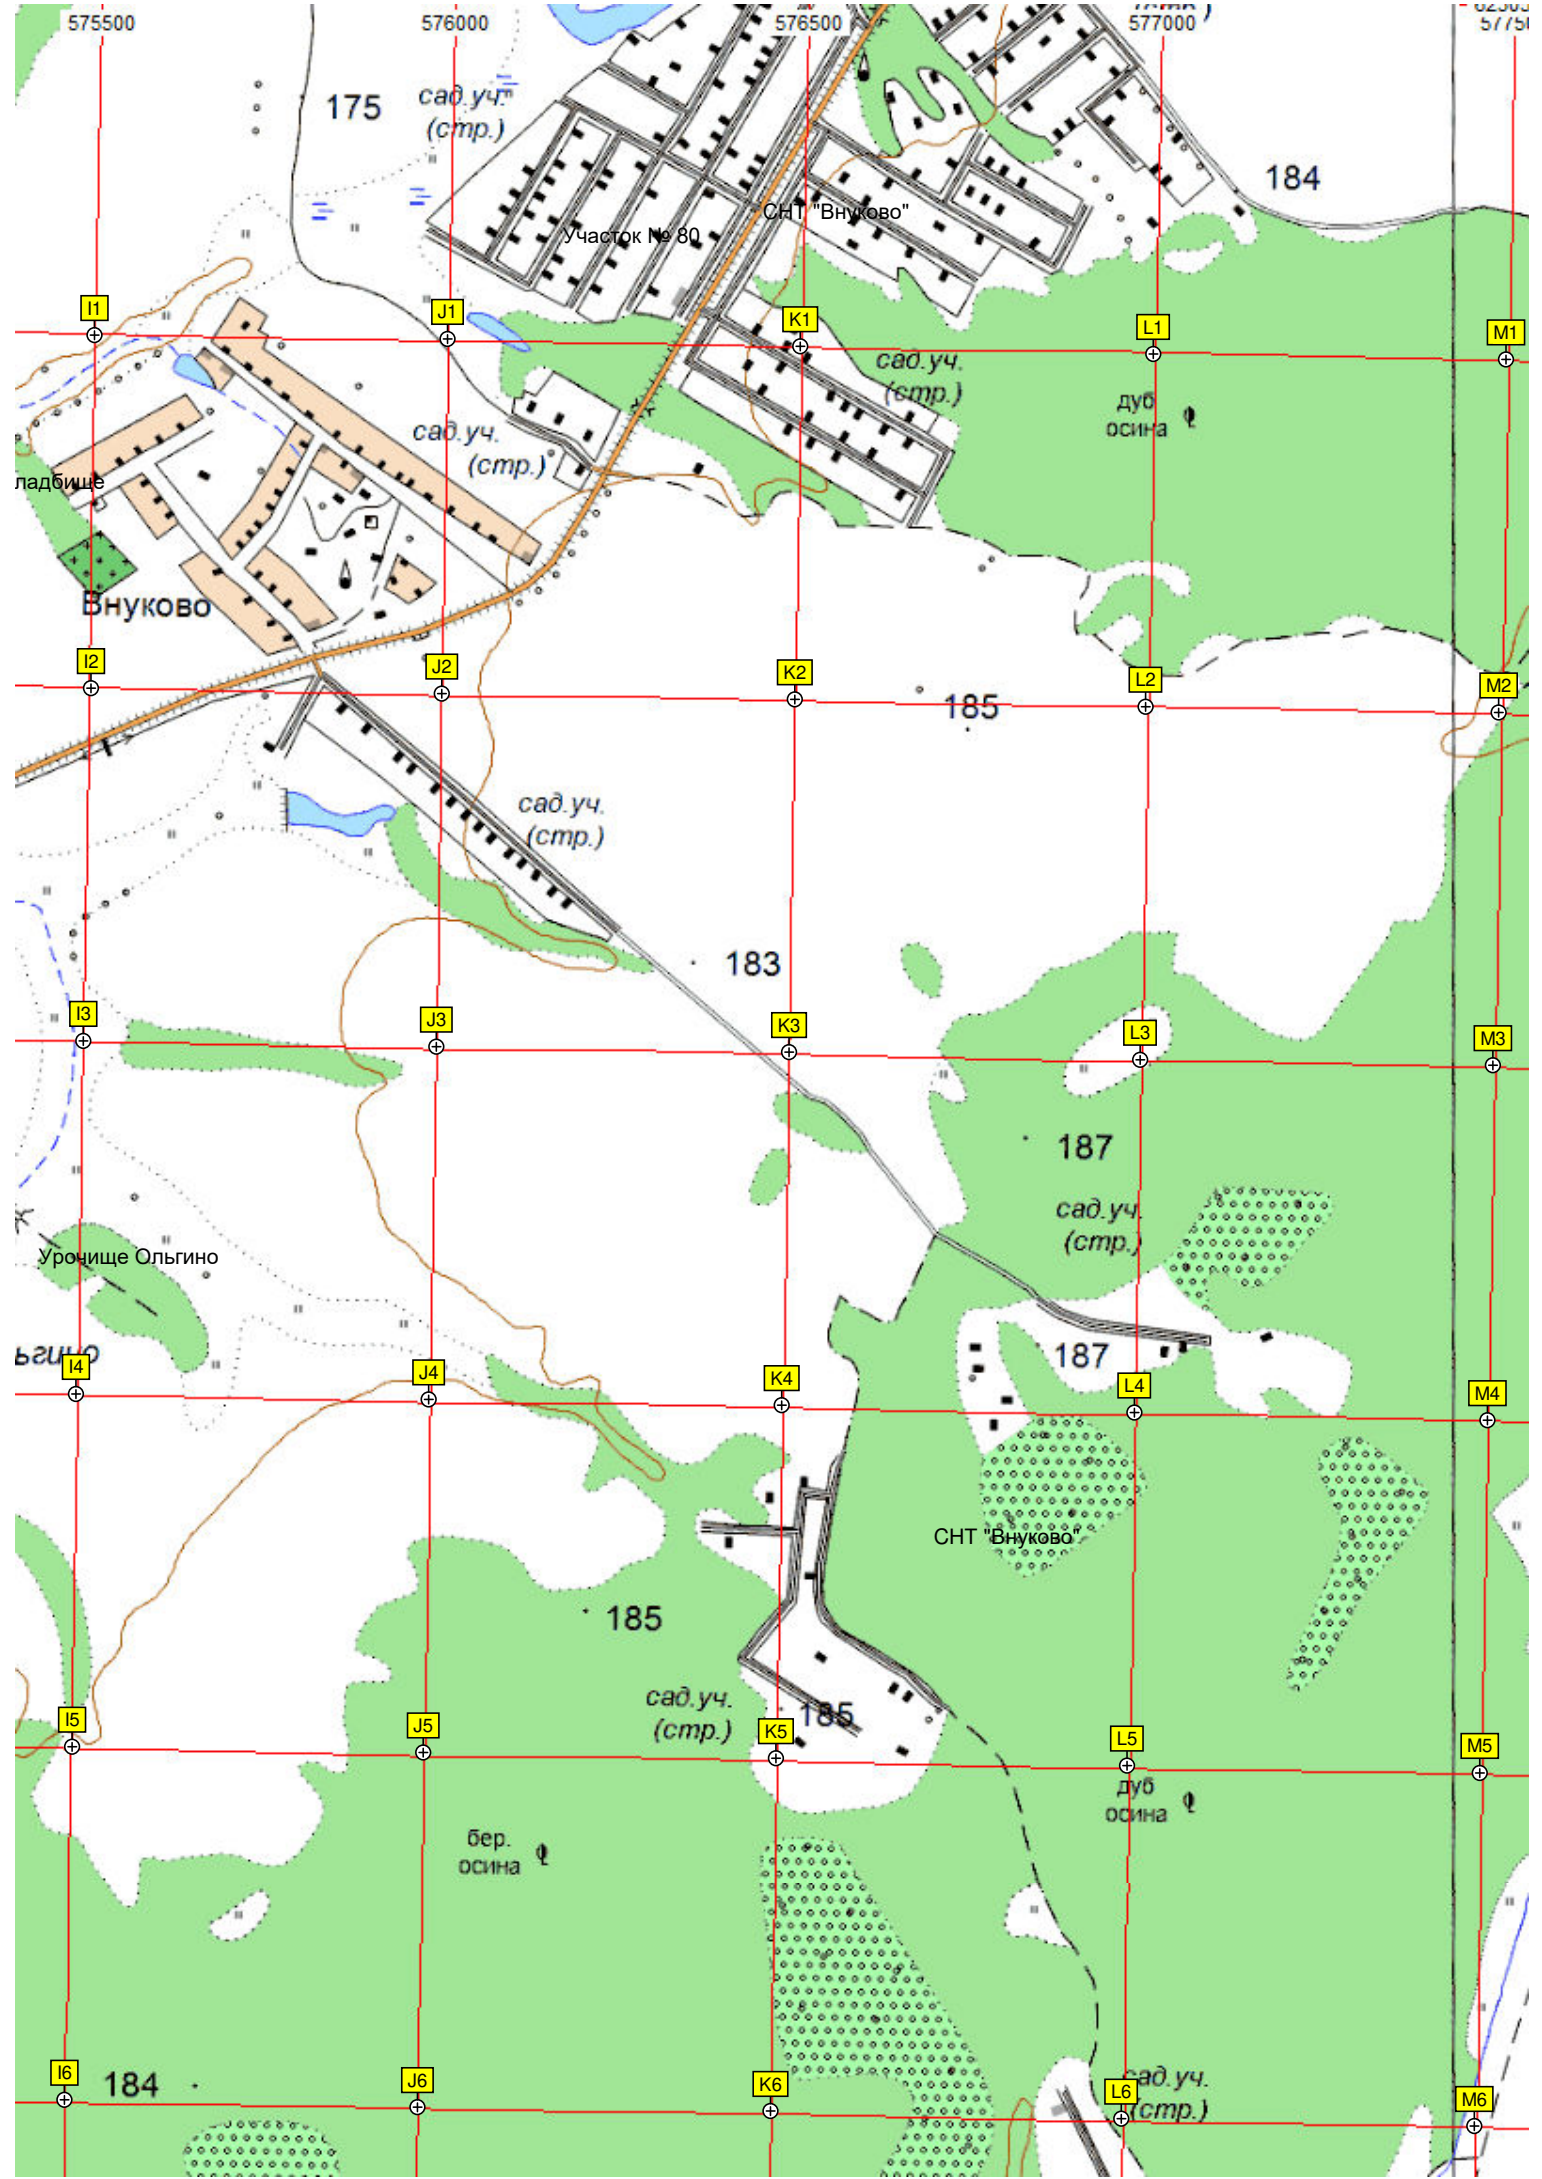 575500
576000
576500
577000
175
сад.уч.
(стр.)
184
СНТ "Внуково"
Участок № 80
I1
J1
K1
L1
M1
сад.уч.
(стр.)
дуб
осина
сад.уч.
(стр.)
ладбище
Внуково
I2
J2
K2
L2
M2
185
сад.уч.
(стр.)
183
I3
J3
K3
L3
M3
187
сад.уч.
(стр.)
Урочище Ольгино
187
I4
J4
K4
L4
M4
СНТ "Внуково"
185
сад.уч.
(стр.)
185
I5
J5
K5
L5
M5
дуб
осина
бер.
осина
I6
184
J6
K6
L6
M6
сад.уч.
(стр.)